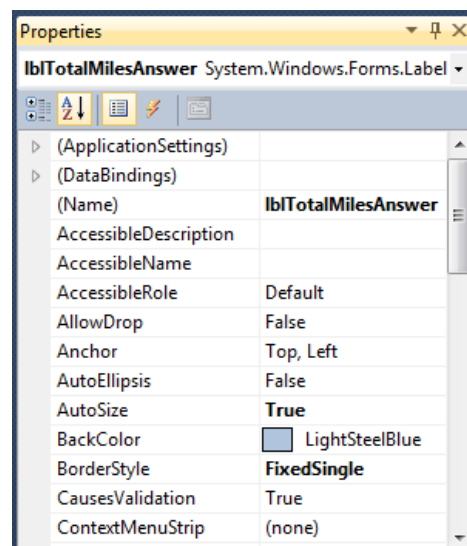 Properties
lblTotalMilesAnswer System.Windows.Forms.Label
A
Z
(ApplicationSettings)
(DataBindings)
(Name) lblTotalMilesAnswer
AccessibleDescription
AccessibleName
AccessibleRole Default
AllowDrop False
Anchor Top, Left
AutoEllipsis False
AutoSize True
BackColor LightSteelBlue
BorderStyle FixedSingle
CausesValidation True
ContextMenuStrip (none)